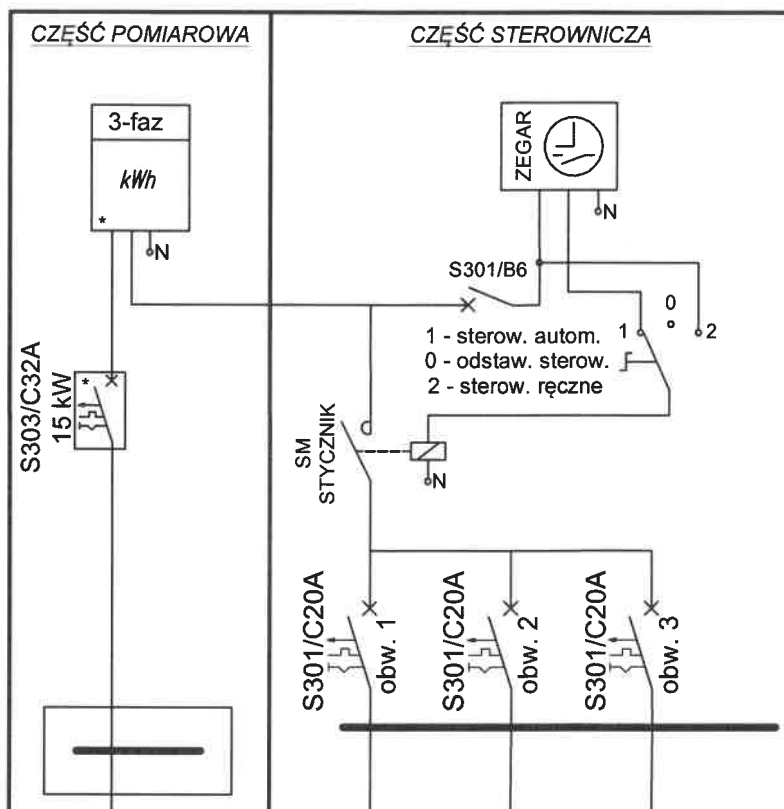 CZĘŚĆ POMIAROWA
3-faz
kWh
*
N
*
S303/C32A
15 kW
CZĘŚĆ STEROWNICZA
ZEGAR
N
S301/B6
1 - sterow. autom.
0 - odstaw. sterow.
2 - sterow. ręczne
1
0
2
SM
STYCZNIK
N
S301/C20A
obw. 1
S301/C20A
obw. 2
S301/C20A
obw. 3